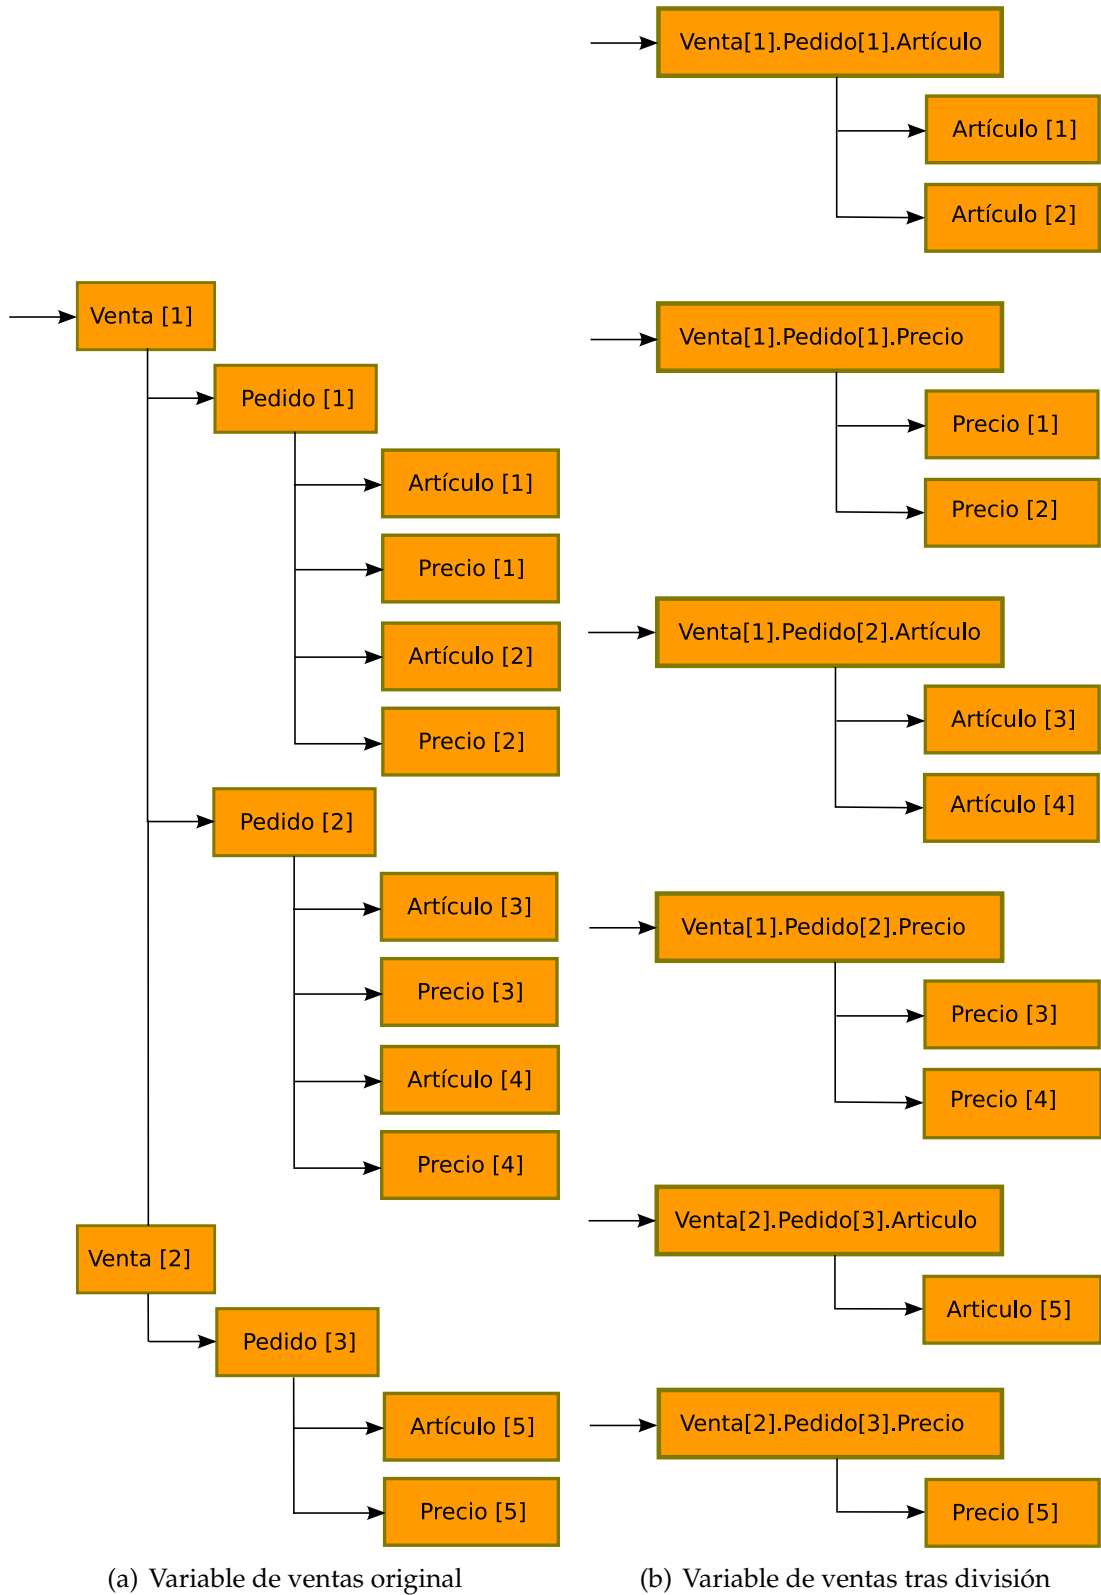 Venta [1]
Pedido [1]
Artículo [1]
Precio [1]
Artículo [2]
Precio [2]
Pedido [2]
Artículo [3]
Precio [3]
Artículo [4]
Precio [4]
Venta [2]
Pedido [3]
Artículo [5]
Precio [5]
(a) Variable de ventas original
Venta[1].Pedido[1].Artículo
Artículo [1]
Artículo [2]
Venta[1].Pedido[1].Precio
Precio [1]
Precio [2]
Venta[1].Pedido[2].Artículo
Artículo [3]
Artículo [4]
Venta[1].Pedido[2].Precio
Precio [3]
Precio [4]
Venta[2].Pedido[3].Articulo
Articulo [5]
Venta[2].Pedido[3].Precio
Precio [5]
(b) Variable de ventas tras división